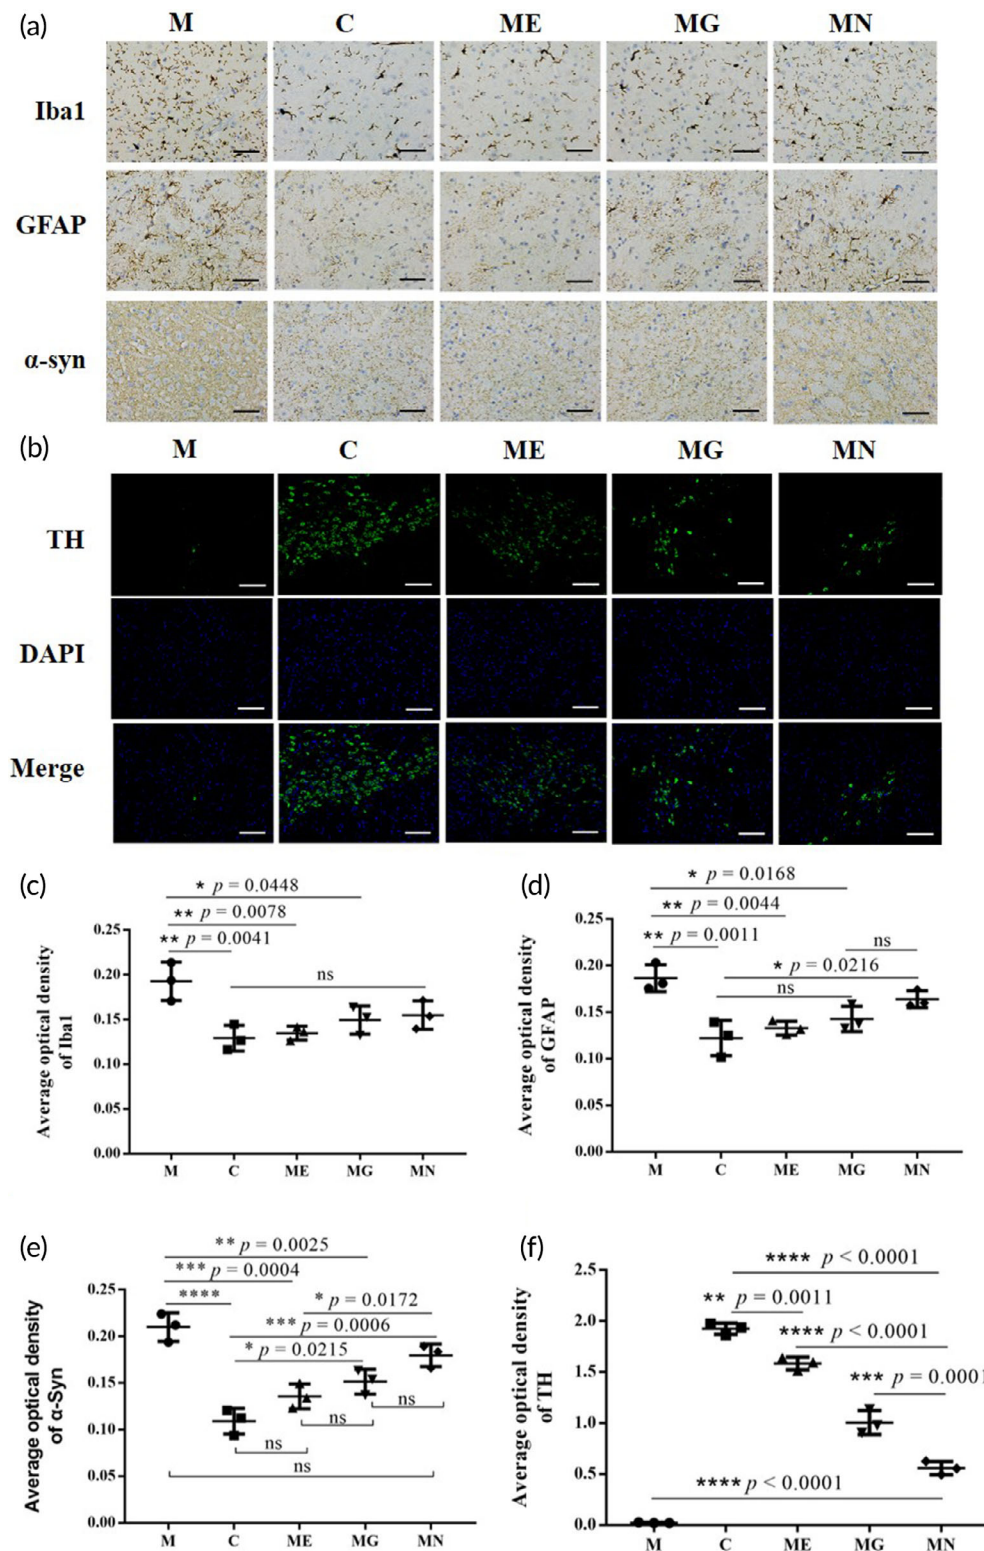 (a)
M C ME MG MN
Iba1
GFAP
α-syn
(b)
M C ME MG MN
TH
DAPI
Merge
(c)
* p = 0.0448
** p = 0.0078
** p = 0.0041
ns
Average optical density
of Iba1
0.25
0.20
0.15
0.10
0.05
0.00
M C ME MG MN
(d)
* p = 0.0168
** p = 0.0044
** p = 0.0011
ns
* p = 0.0216
ns
Average optical density
of GFAP
0.25
0.20
0.15
0.10
0.05
0.00
M C ME MG MN
(e)
** p = 0.0025
*** p = 0.0004
****
* p = 0.0172
*** p = 0.0006
* p = 0.0215
ns
ns
ns
ns
Average optical density
of α-Syn
0.25
0.20
0.15
0.10
0.05
0.00
M C ME MG MN
(f)
**** p < 0.0001
** p = 0.0011
**** p < 0.0001
*** p = 0.0001
**** p < 0.0001
Average optical density
of TH
2.5
2.0
1.5
1.0
0.5
0.0
M C ME MG MN